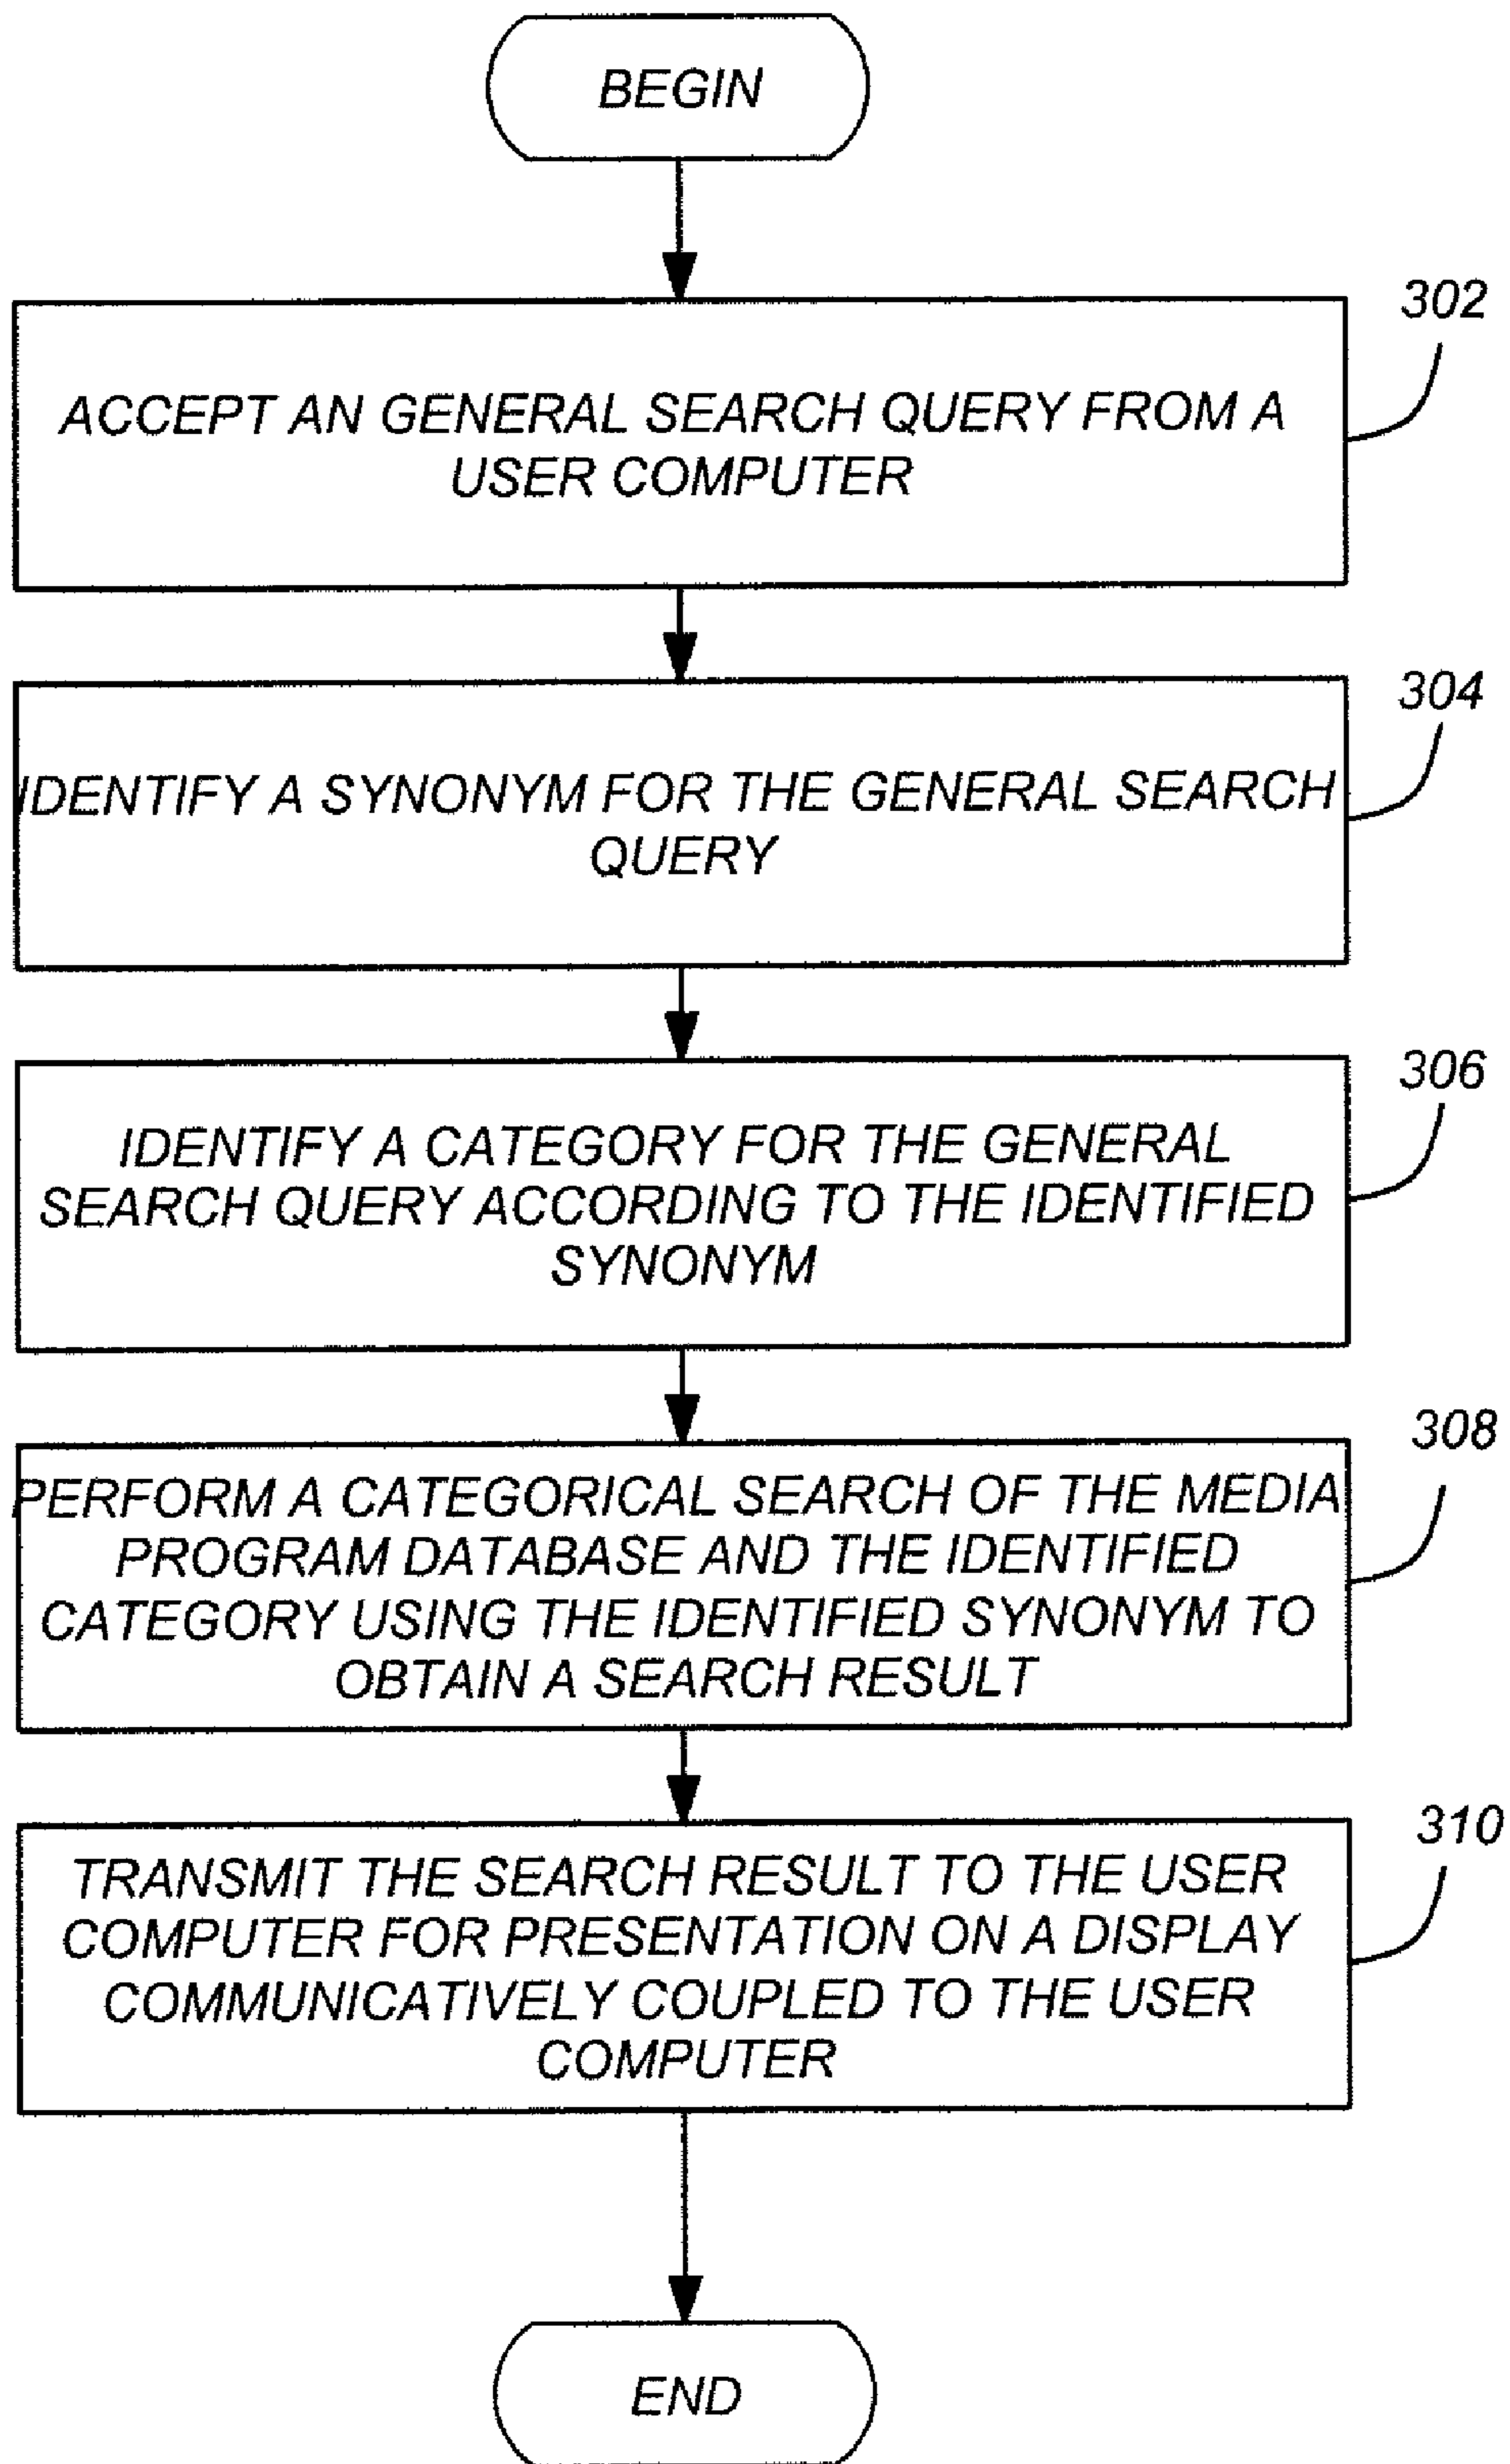 BEGIN
302
ACCEPT AN GENERAL SEARCH QUERY FROM A
USER COMPUTER
304
IDENTIFY A SYNONYM FOR THE GENERAL SEARCH
QUERY
306
IDENTIFY A CATEGORY FOR THE GENERAL
SEARCH QUERY ACCORDING TO THE IDENTIFIED
SYNONYM
308
PERFORM A CATEGORICAL SEARCH OF THE MEDIA
PROGRAM DATABASE AND THE IDENTIFIED
CATEGORY USING THE IDENTIFIED SYNONYM TO
OBTAIN A SEARCH RESULT
310
TRANSMIT THE SEARCH RESULT TO THE USER
COMPUTER FOR PRESENTATION ON A DISPLAY
COMMUNICATIVELY COUPLED TO THE USER
COMPUTER
END